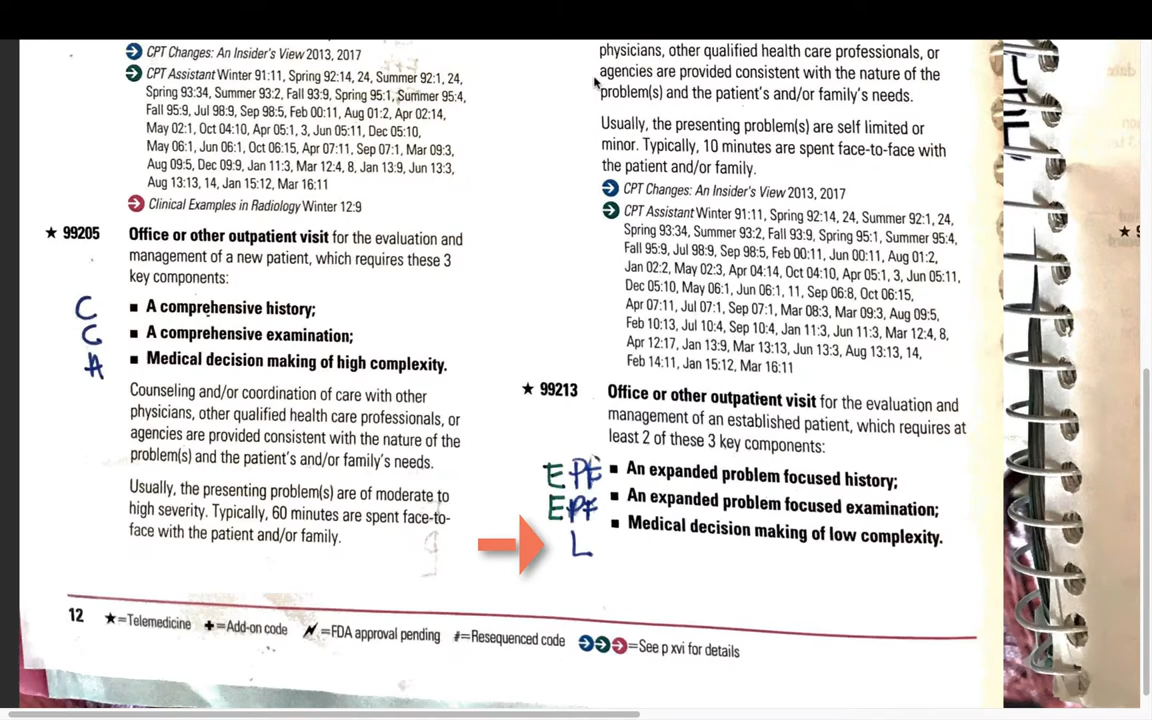 CPT Changes: An Insider's View 2013, 2017
CPT Assistant Winter 91:11, Spring 92:14, 24, Summer 92:1, 24,
Spring 93:34, Summer 93:2, Fall 93:9, Spring 95:1, Summer 95:4,
Fall 95:9, Jul 98:9, Sep 98:5, Feb 00:11, Aug 01:2, Apr 02:14,
May 02:1, Oct 04:10, Apr 05:1, 3, Jun 05:11, Dec 05:10,
May 06:1, Jun 06:1, Oct 06:15, Apr 07:11, Sep 07:1, Mar 09:3,
Aug 09:5, Dec 09:9, Jan 11:3, Mar 12:4, 8, Jan 13:9, Jun 13:3,
Aug 13:13, 14, Jan 15:12, Mar 16:11
Clinical Examples in Radiology Winter 12:9
★ 99205 Office or other outpatient visit for the evaluation and
management of a new patient, which requires these 3
key components:
C ■ A comprehensive history;
C ■ A comprehensive examination;
A ■ Medical decision making of high complexity.
Counseling and/or coordination of care with other
physicians, other qualified health care professionals, or
agencies are provided consistent with the nature of the
problem(s) and the patient's and/or family's needs.
Usually, the presenting problem(s) are of moderate to
high severity. Typically, 60 minutes are spent face-to-
face with the patient and/or family.
physicians, other qualified health care professionals, or
agencies are provided consistent with the nature of the
problem(s) and the patient's and/or family's needs.
Usually, the presenting problem(s) are self limited or
minor. Typically, 10 minutes are spent face-to-face with
the patient and/or family.
CPT Changes: An Insider's View 2013, 2017
CPT Assistant Winter 91:11, Spring 92:14, 24, Summer 92:1, 24,
Spring 93:34, Summer 93:2, Fall 93:9, Spring 95:1, Summer 95:4,
Fall 95:9, Jul 98:9, Sep 98:5, Feb 00:11, Jun 00:11, Aug 01:2,
Jan 02:2, May 02:3, Apr 04:14, Oct 04:10, Apr 05:1, 3, Jun 05:11,
Dec 05:10, May 06:1, Jun 06:1, 11, Sep 06:8, Oct 06:15,
Apr 07:11, Jul 07:1, Sep 07:1, Mar 08:3, Mar 09:3, Aug 09:5,
Feb 10:13, Jul 10:4, Sep 10:4, Jan 11:3, Jun 11:3, Mar 12:4, 8,
Apr 12:17, Jan 13:9, Mar 13:13, Jun 13:3, Aug 13:13, 14,
Feb 14:11, Jan 15:12, Mar 16:11
★ 99213 Office or other outpatient visit for the evaluation and
management of an established patient, which requires at
least 2 of these 3 key components:
EPF ■ An expanded problem focused history;
EPF ■ An expanded problem focused examination;
L ■ Medical decision making of low complexity.
12 ★=Telemedicine ✚=Add-on code =FDA approval pending #=Resequenced code =See p xvi for details